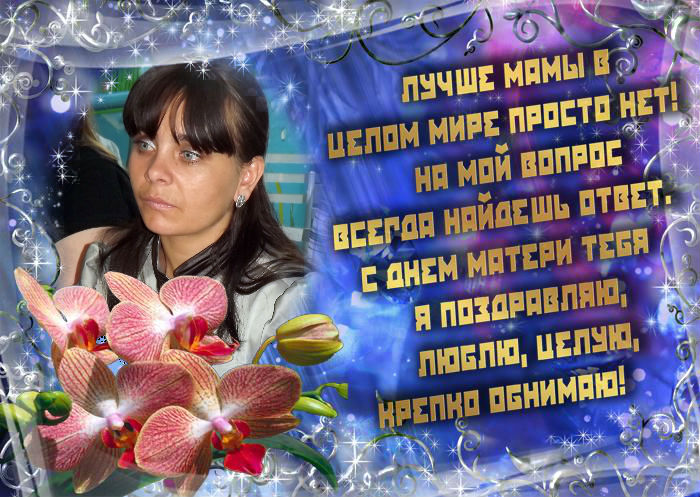 ЛУЧШЕ МАМЫ В
ЦЕЛОМ МИРЕ ПРОСТО НЕТ!
НА МОЙ ВОПРОС
ВСЕГДА НАЙДЕШЬ ОТВЕТ.
С ДНЕМ МАТЕРИ ТЕБЯ
Я ПОЗДРАВЛЯЮ,
ЛЮБЛЮ, ЦЕЛУЮ,
КРЕПКО ОБНИМАЮ!